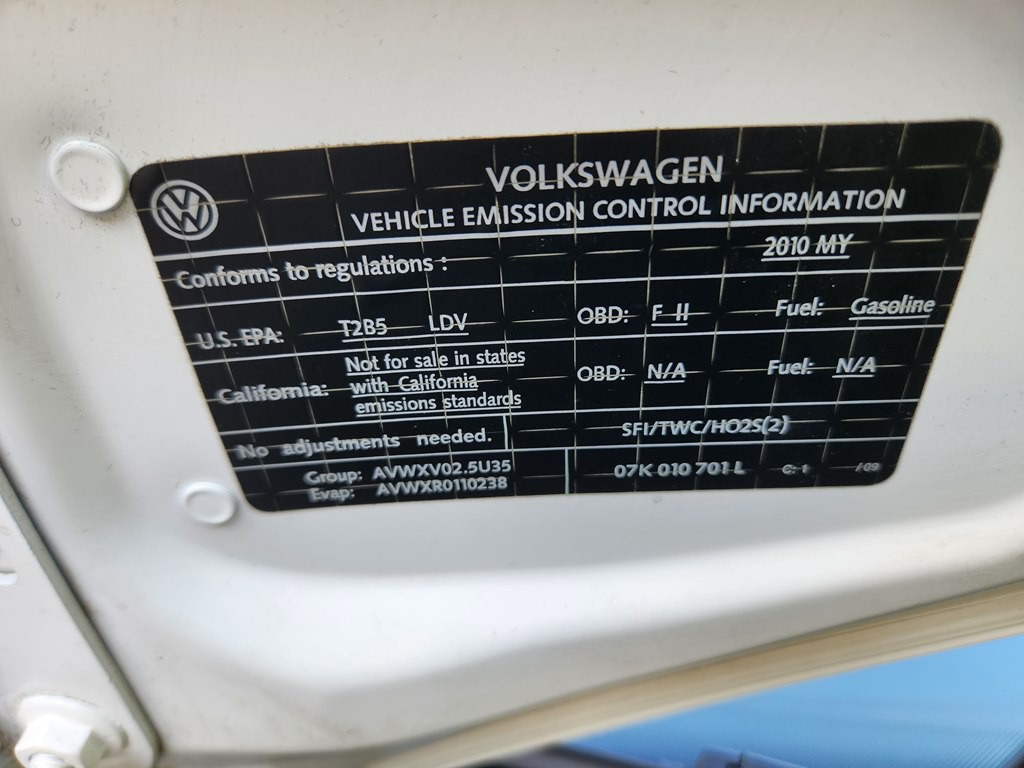 VOLKSWAGEN
VEHICLE EMISSION CONTROL INFORMATION
Conforms to regulations : 2010 MY
U.S. EPA: T2B5 LDV OBD: F II Fuel: Gasoline
California: Not for sale in states
with California
emissions standards
OBD: N/A Fuel: N/A
No adjustments needed. SFI/TWC/HO2S(2)
Group: AVWXV02.5U35
Evap: AVWXR0110238
07K 010 701 L C: 1 /09